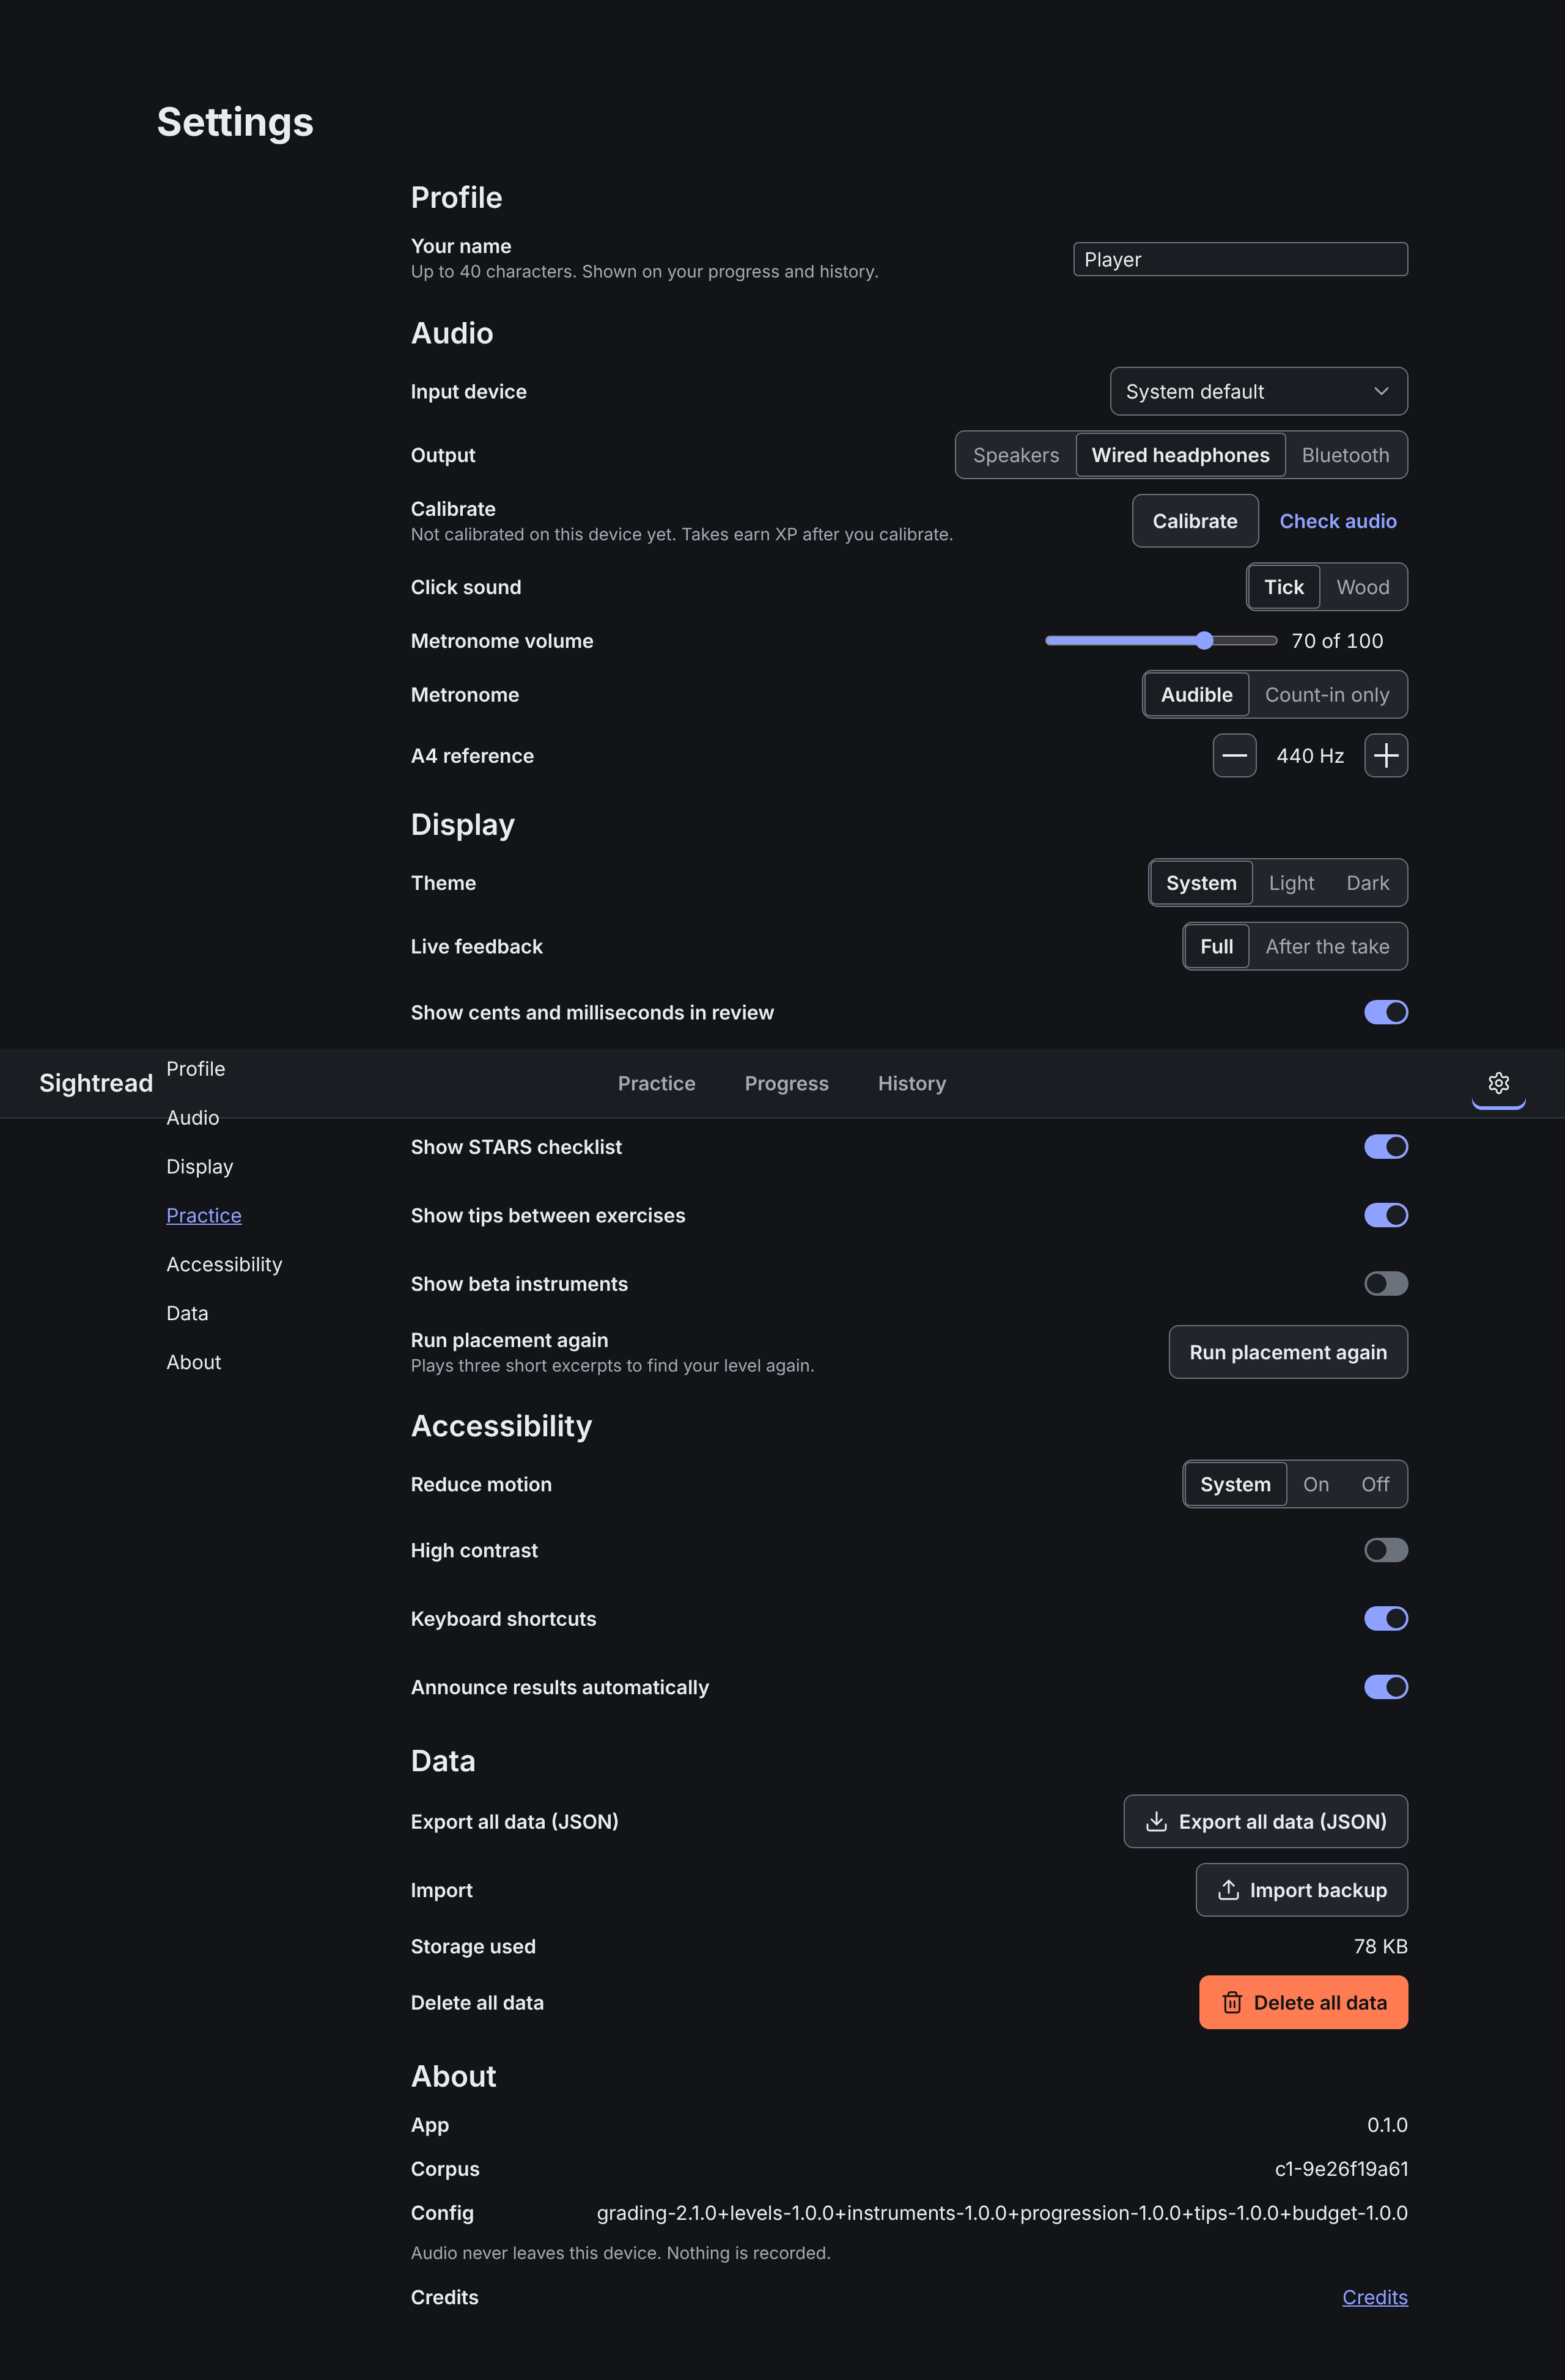 Settings
Profile
Your name
Up to 40 characters. Shown on your progress and history.
Player
Audio
Input device
System default
Output
Speakers Wired headphones Bluetooth
Calibrate
Not calibrated on this device yet. Takes earn XP after you calibrate.
Calibrate Check audio
Click sound
Tick Wood
Metronome volume
70 of 100
Metronome
Audible Count-in only
A4 reference
440 Hz
Display
Theme
System Light Dark
Live feedback
Full After the take
Show cents and milliseconds in review
Sightread
Practice Progress History
Profile
Audio
Display
Practice
Accessibility
Data
About
Show STARS checklist
Show tips between exercises
Show beta instruments
Run placement again
Plays three short excerpts to find your level again.
Run placement again
Accessibility
Reduce motion
System On Off
High contrast
Keyboard shortcuts
Announce results automatically
Data
Export all data (JSON)
Export all data (JSON)
Import
Import backup
Storage used
78 KB
Delete all data
Delete all data
About
App
0.1.0
Corpus
c1-9e26f19a61
Config
grading-2.1.0+levels-1.0.0+instruments-1.0.0+progression-1.0.0+tips-1.0.0+budget-1.0.0
Audio never leaves this device. Nothing is recorded.
Credits
Credits